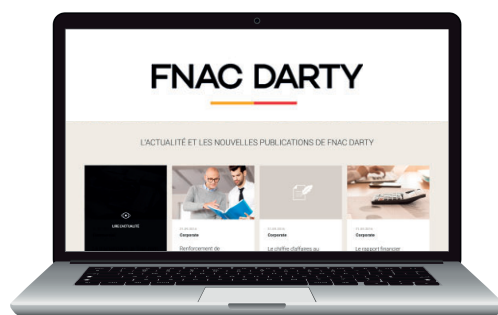 FNAC DARTY
L'ACTUALITÉ ET LES NOUVELLES PUBLICATIONS DE FNAC DARTY
LIRE L'ACTUALITÉ
Corporate
Corporate
Corporate
Renforcement de
Le chiffre d'affaires au
Le rapport financier